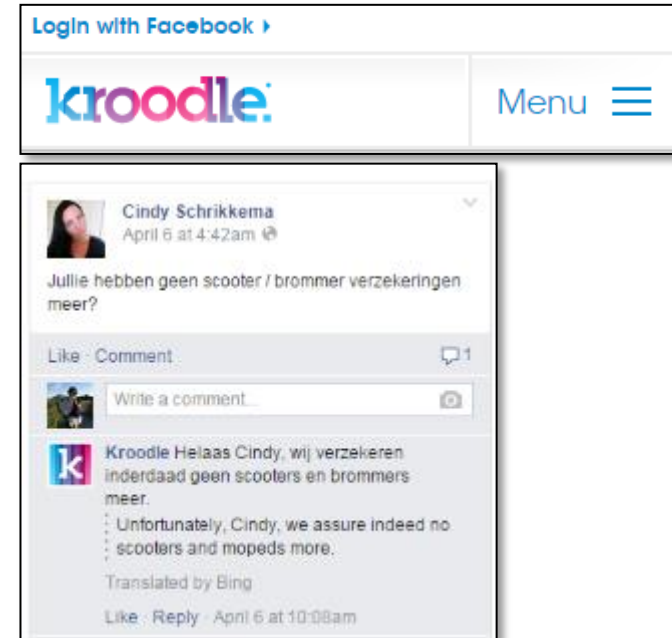 Login with Facebook
kroodle.
Menu
Cindy Schrikkema
April 6 at 4:42am
Jullie hebben geen scooter / brommer verzekeringen
meer?
Like · Comment
1
Write a comment...
k
Kroodle Helaas Cindy, wij verzekeren
inderdaad geen scooters en brommers
meer.
Unfortunately, Cindy, we assure indeed no
scooters and mopeds more.
Translated by Bing
Like · Reply · April 6 at 10:08am